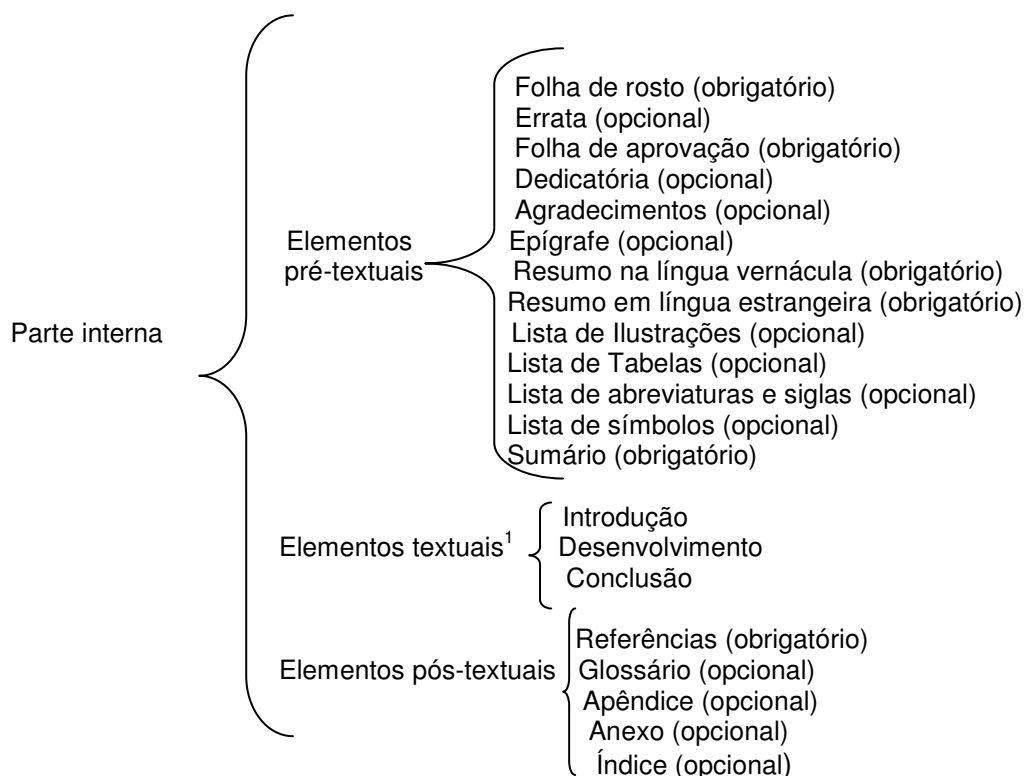 Folha de rosto (obrigatório)
Errata (opcional)
Folha de aprovação (obrigatório)
Dedicatória (opcional)
Agradecimentos (opcional)
Elementos
pré-textuais
Epígrafe (opcional)
Resumo na língua vernácula (obrigatório)
Resumo em língua estrangeira (obrigatório)
Parte interna
Lista de Ilustrações (opcional)
Lista de Tabelas (opcional)
Lista de abreviaturas e siglas (opcional)
Lista de símbolos (opcional)
Sumário (obrigatório)
Elementos textuais¹
Introdução
Desenvolvimento
Conclusão
Elementos pós-textuais
Referências (obrigatório)
Glossário (opcional)
Apêndice (opcional)
Anexo (opcional)
Índice (opcional)